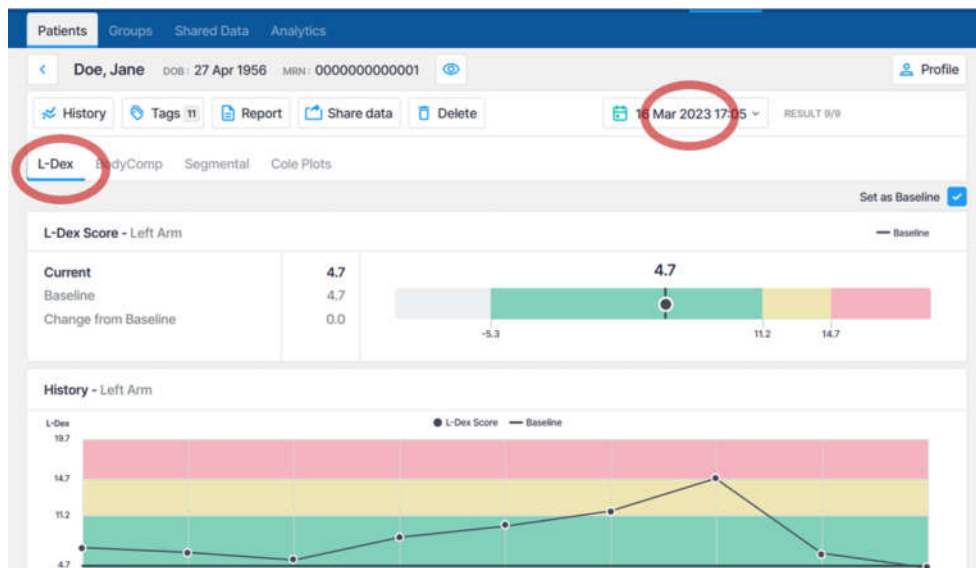 Patients Groups Shared Data Analytics
Doe, Jane DOB: 27 Apr 1956 MRN: 0000000000001 Profile
History Tags 11 Report Share data Delete 16 Mar 2023 17:05 RESULT 9/9
L-Dex BodyComp Segmental Cole Plots
Set as Baseline
L-Dex Score - Left Arm Baseline
Current 4.7 4.7
Baseline 4.7
Change from Baseline 0.0
-5.3 11.2 14.7
History - Left Arm
L-Dex L-Dex Score Baseline
19.7
14.7
11.2
4.7